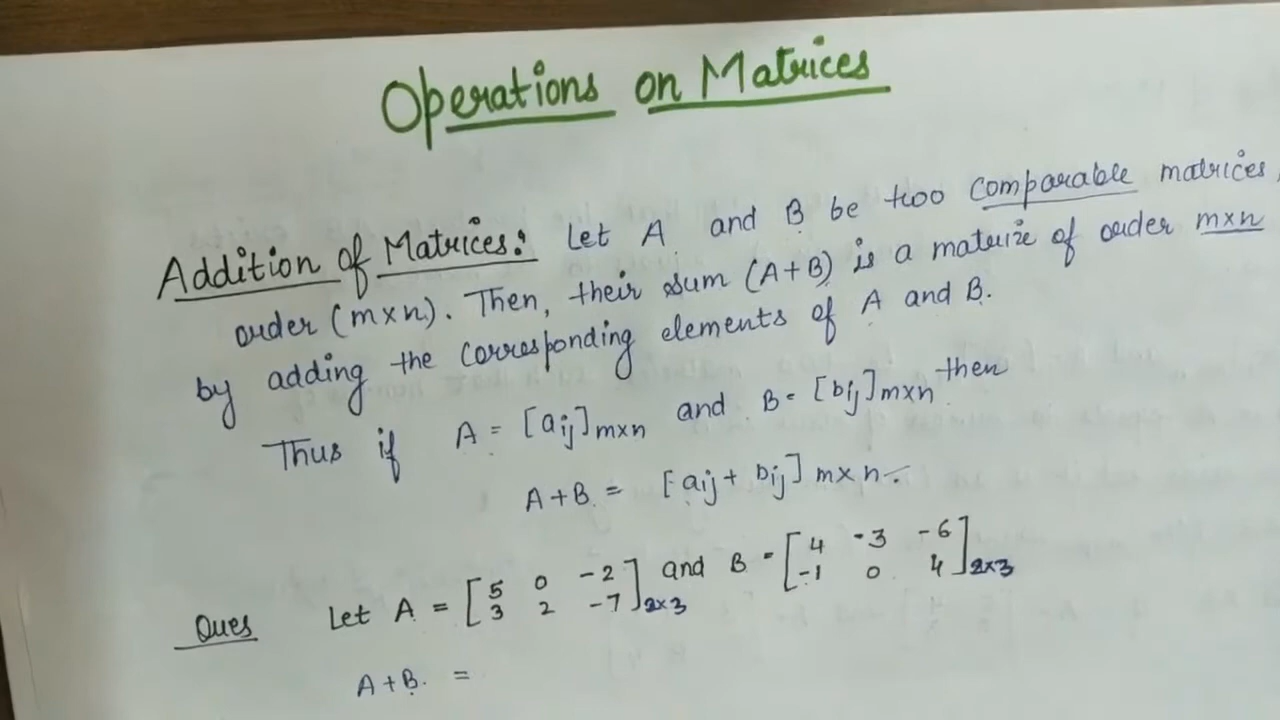 Operations on Matrices
Addition of Matrices: Let A and B be two comparable matrices,
order (m×n). Then, their sum (A+B) is a matrize of order m×n
by adding the corresponding elements of A and B.
Thus if A = [aij]m×n and B = [bij]m×n then
A+B = [aij + bij] m×n.
Ques Let A = [5 0 -2 and B = [4 -3 -6
3 2 -7]2×3 -1 0 4]2×3
A+B. =